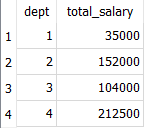 dept total_salary
1 1 35000
2 2 152000
3 3 104000
4 4 212500